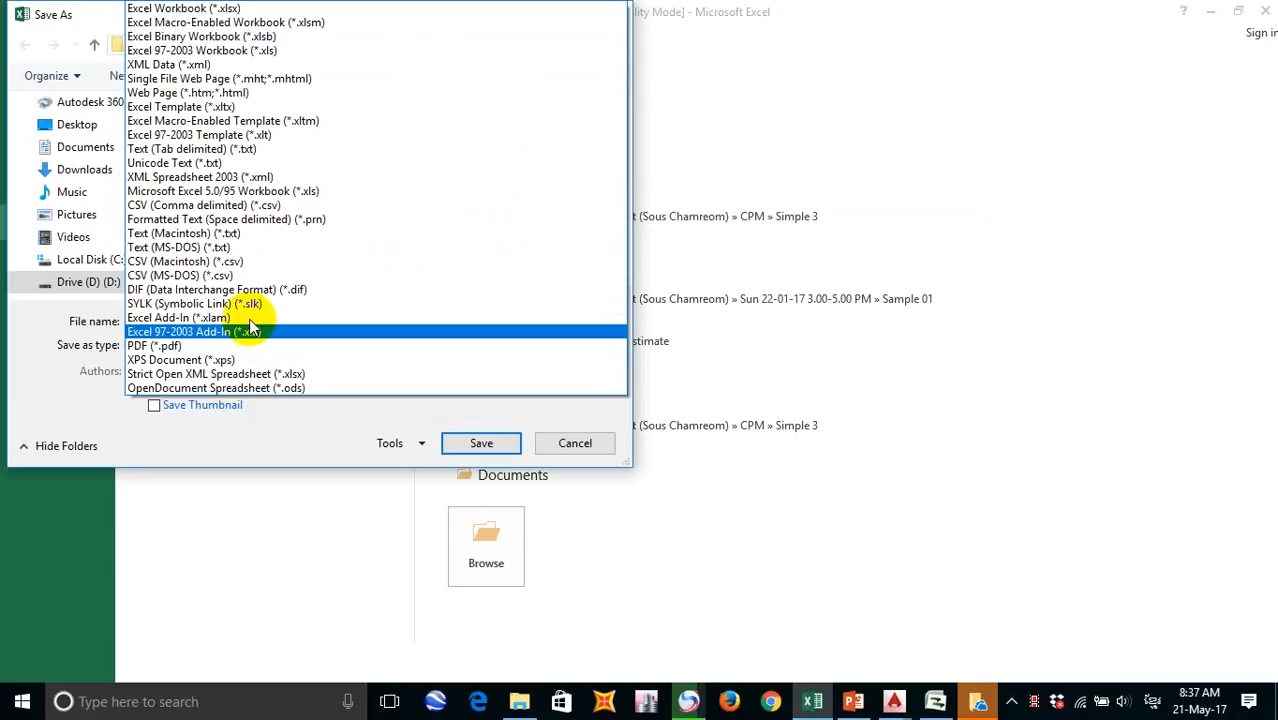 Save As
Excel Workbook (*.xlsx)
lity Mode] - Microsoft Excel
?
Excel Macro-Enabled Workbook (*.xlsm)
Sign in
Excel Binary Workbook (*.xlsb)
Excel 97-2003 Workbook (*.xls)
XML Data (*.xml)
Organize
Single File Web Page (*.mht;*.mhtml)
Web Page (*.htm;*.html)
Autodesk 360
Excel Template (*.xltx)
Desktop
Excel Macro-Enabled Template (*.xltm)
Excel 97-2003 Template (*.xlt)
Documents
Text (Tab delimited) (*.txt)
Unicode Text (*.txt)
Downloads
XML Spreadsheet 2003 (*.xml)
Music
Microsoft Excel 5.0/95 Workbook (*.xls)
CSV (Comma delimited) (*.csv)
Pictures
Formatted Text (Space delimited) (*.prn)
t (Sous Chamreom) » CPM » Simple 3
Text (Macintosh) (*.txt)
Videos
Text (MS-DOS) (*.txt)
Local Disk (C:
CSV (Macintosh) (*.csv)
CSV (MS-DOS) (*.csv)
Drive (D) (D:)
DIF (Data Interchange Format) (*.dif)
SYLK (Symbolic Link) (*.slk)
» Sun 22-01-17 3.00-5.00 PM » Sample 01
File name:
Excel Add-In (*.xlam)
Excel 97-2003 Add-In
Save as type:
PDF (*.pdf)
XPS Document (*.xps)
Authors:
Strict Open XML Spreadsheet (*.xlsx)
OpenDocument Spreadsheet (*.ods)
Save Thumbnail
t (Sous Chamreom) » CPM » Simple 3
Hide Folders
Tools
Save
Cancel
Documents
Browse
Type here to search
8:37 AM
21-May-17